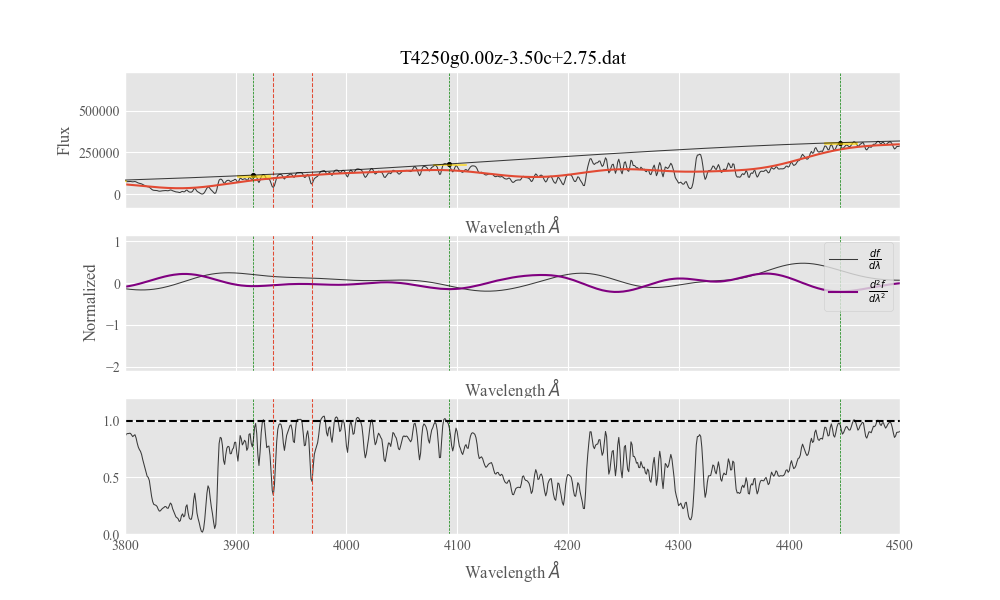 T4250g0.00z-3.50c+2.75.dat
Flux
500000
250000
0
Wavelength Å
Normalized
1
0
−1
−2
df
dλ
d²f
dλ²
Wavelength Å
1.0
0.5
0.0
3800 3900 4000 4100 4200 4300 4400 4500
Wavelength Å